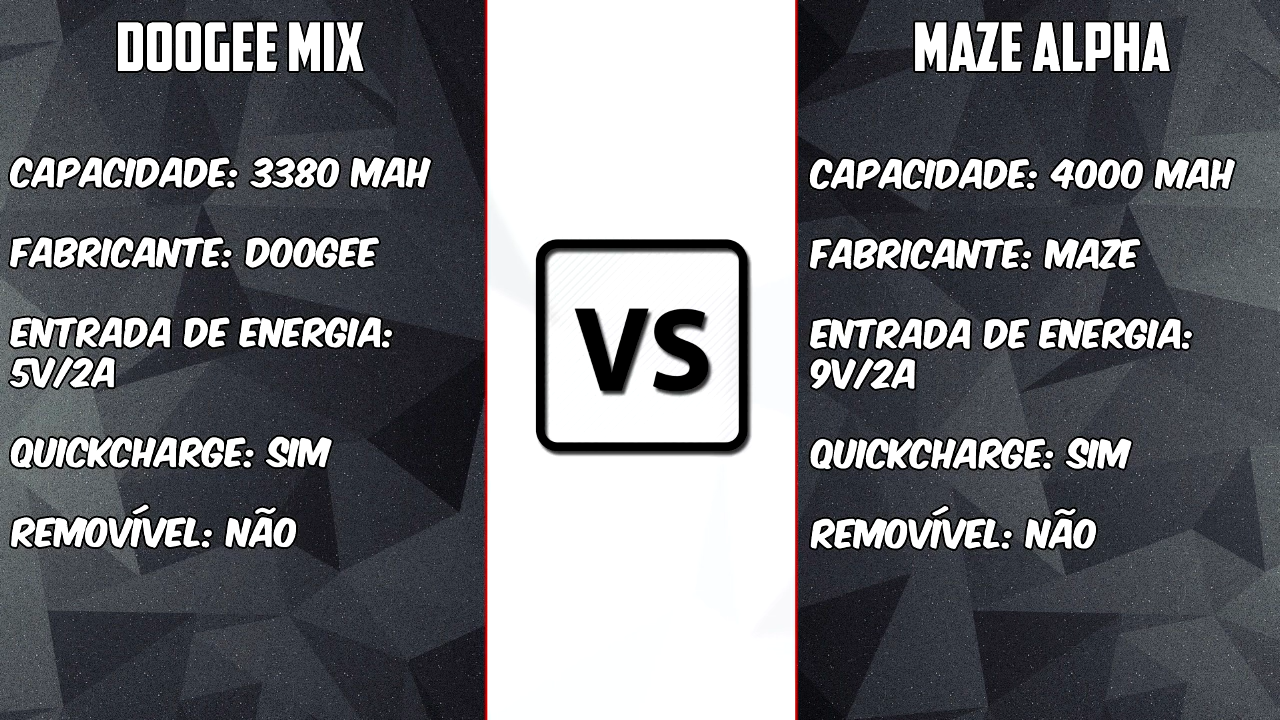 DOOGEE MIX
CAPACIDADE: 3380 MAH
FABRICANTE: DOOGEE
ENTRADA DE ENERGIA:
5V/2A
QUICKCHARGE: SIM
REMOVÍVEL: NÃO
VS
MAZE ALPHA
CAPACIDADE: 4000 MAH
FABRICANTE: MAZE
ENTRADA DE ENERGIA:
9V/2A
QUICKCHARGE: SIM
REMOVÍVEL: NÃO